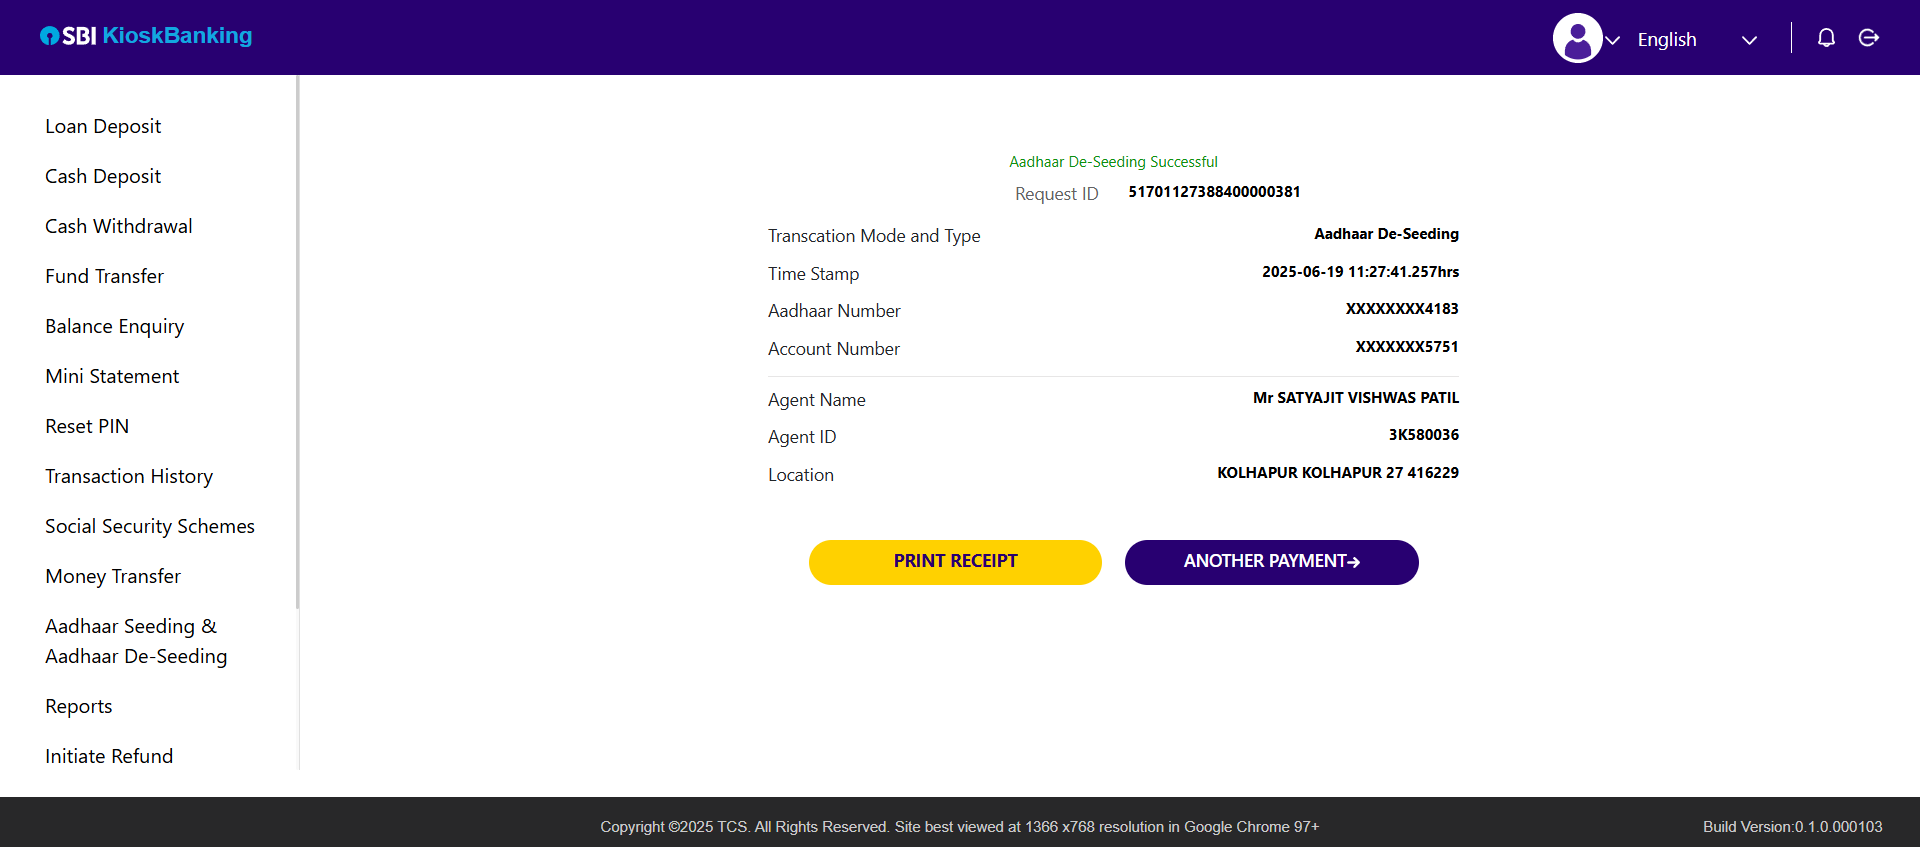 SBI KioskBanking
English
Loan Deposit
Cash Deposit
Cash Withdrawal
Fund Transfer
Balance Enquiry
Mini Statement
Reset PIN
Transaction History
Social Security Schemes
Money Transfer
Aadhaar Seeding &
Aadhaar De-Seeding
Reports
Initiate Refund
Aadhaar De-Seeding Successful
Request ID 51701127388400000381
Transcation Mode and Type Aadhaar De-Seeding
Time Stamp 2025-06-19 11:27:41.257hrs
Aadhaar Number XXXXXXXX4183
Account Number XXXXXXX5751
Agent Name Mr SATYAJIT VISHWAS PATIL
Agent ID 3K580036
Location KOLHAPUR KOLHAPUR 27 416229
PRINT RECEIPT
ANOTHER PAYMENT→
Copyright ©2025 TCS. All Rights Reserved. Site best viewed at 1366 x768 resolution in Google Chrome 97+
Build Version:0.1.0.000103